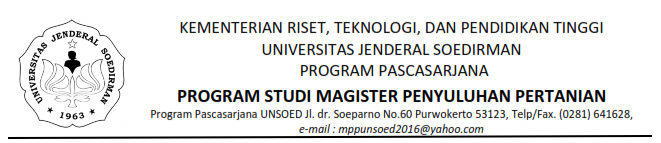 KEMENTERIAN RISET, TEKNOLOGI, DAN PENDIDIKAN TINGGI
UNIVERSITAS JENDERAL SOEDIRMAN
PROGRAM PASCASARJANA
PROGRAM STUDI MAGISTER PENYULUHAN PERTANIAN
Program Pascasarjana UNSOED Jl. dr. Soeparno No.60 Purwokerto 53123, Telp/Fax. (0281) 641628,
e-mail : mppunsoed2016@yahoo.com
UNIVERSITAS JENDERAL SOEDIRMAN
1963